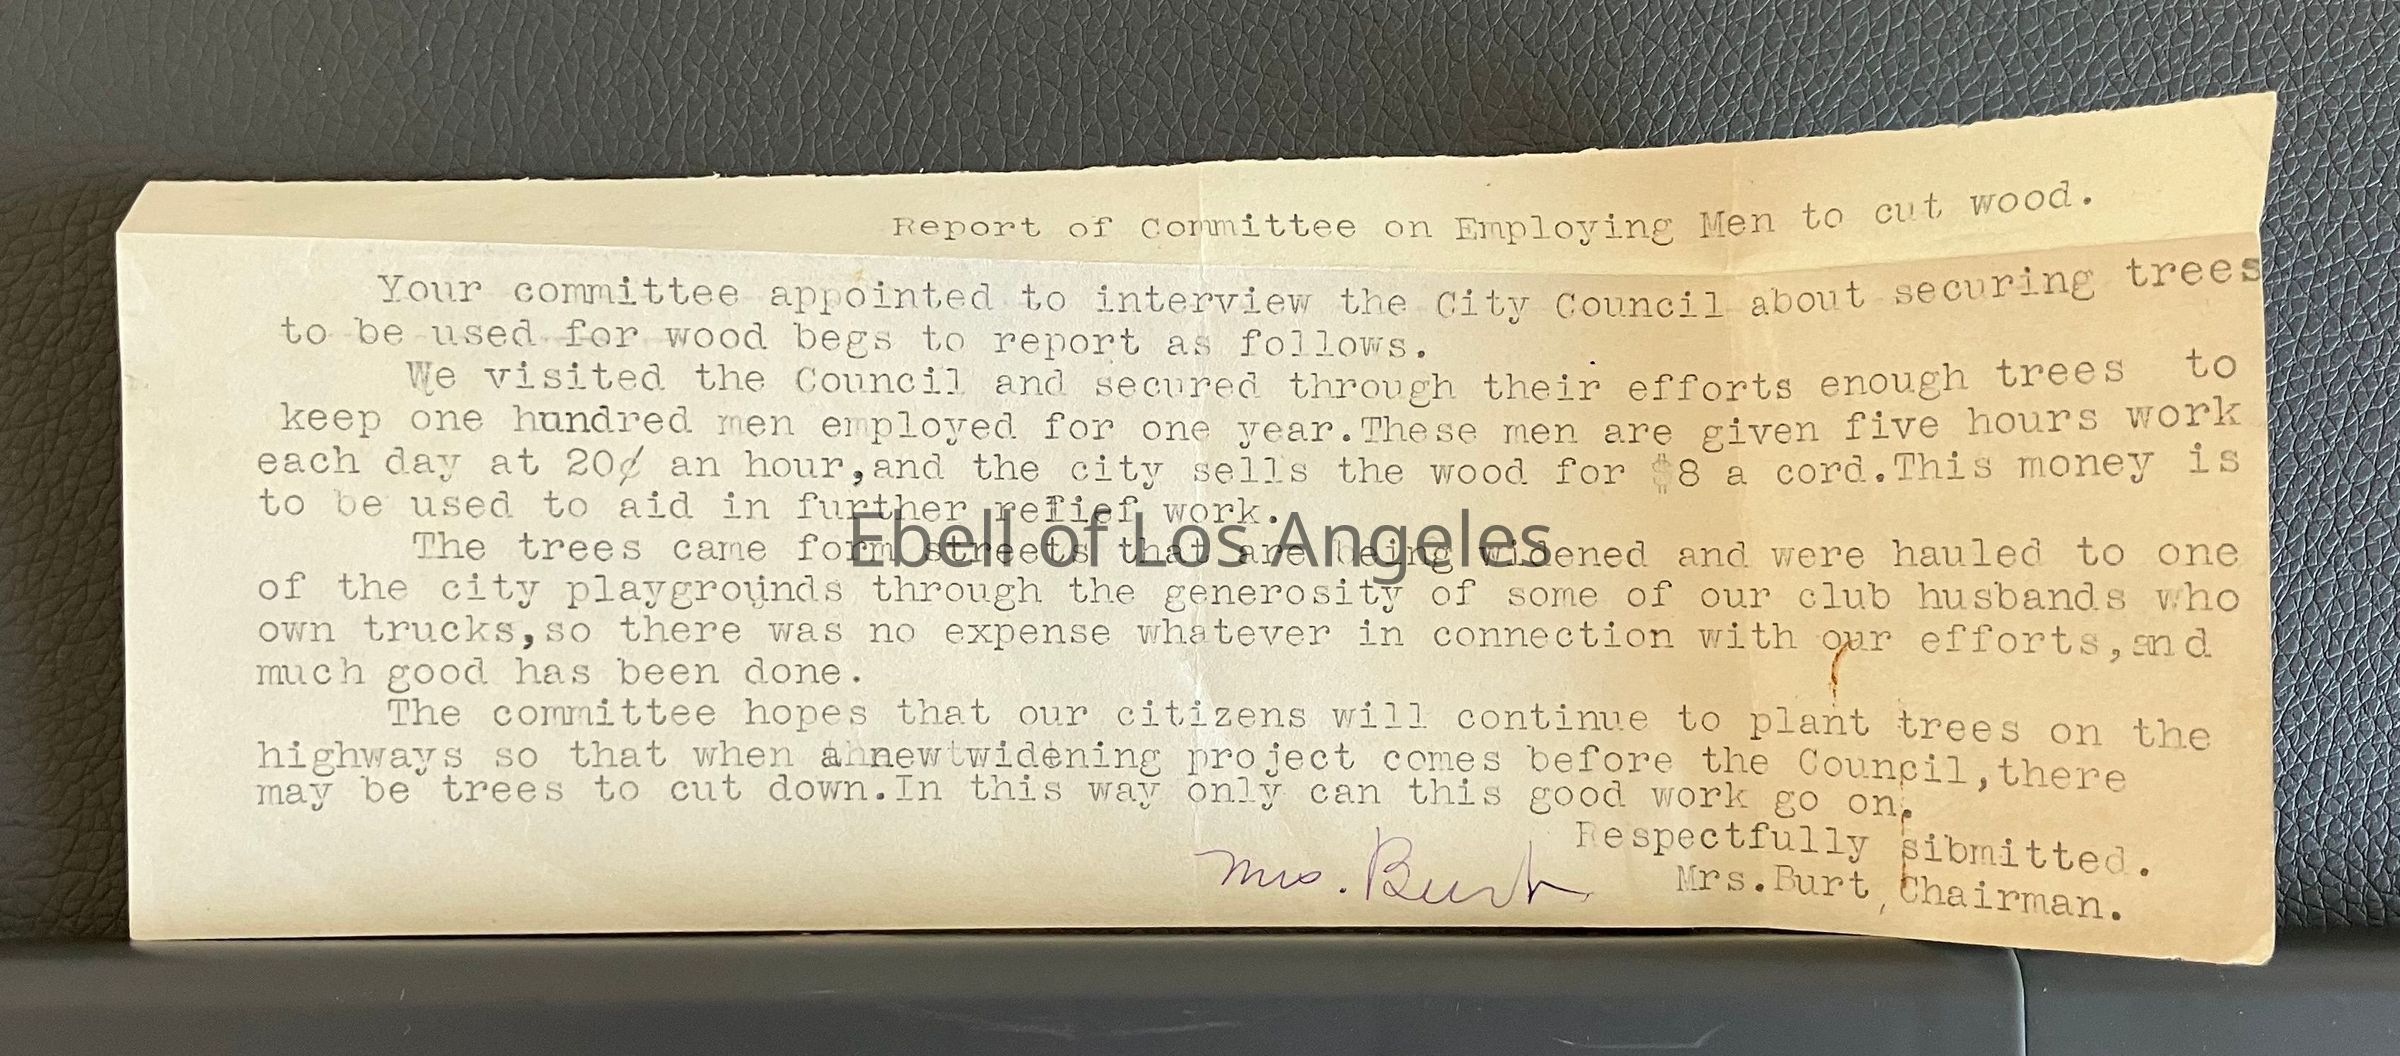 Report of Committee on Employing Men to cut wood.
Your committee appointed to interview the City Council about securing trees
to be used for wood begs to report as follows.
We visited the Council and secured through their efforts enough trees to
keep one hundred men employed for one year.These men are given five hours work
each day at 20¢ an hour,and the city sells the wood for $8 a cord.This money is
to be used to aid in further relief work.
Ebell of Los Angeles
The trees came form streets that are being widened and were hauled to one
of the city playgrounds through the generosity of some of our club husbands who
own trucks,so there was no expense whatever in connection with our efforts,and
much good has been done.
The committee hopes that our citizens will continue to plant trees on the
highways so that when new widening project comes before the Council,there
may be trees to cut down.In this way only can this good work go on.
Respectfully sibmitted.
Mrs. Burt
Mrs.Burt,Chairman.